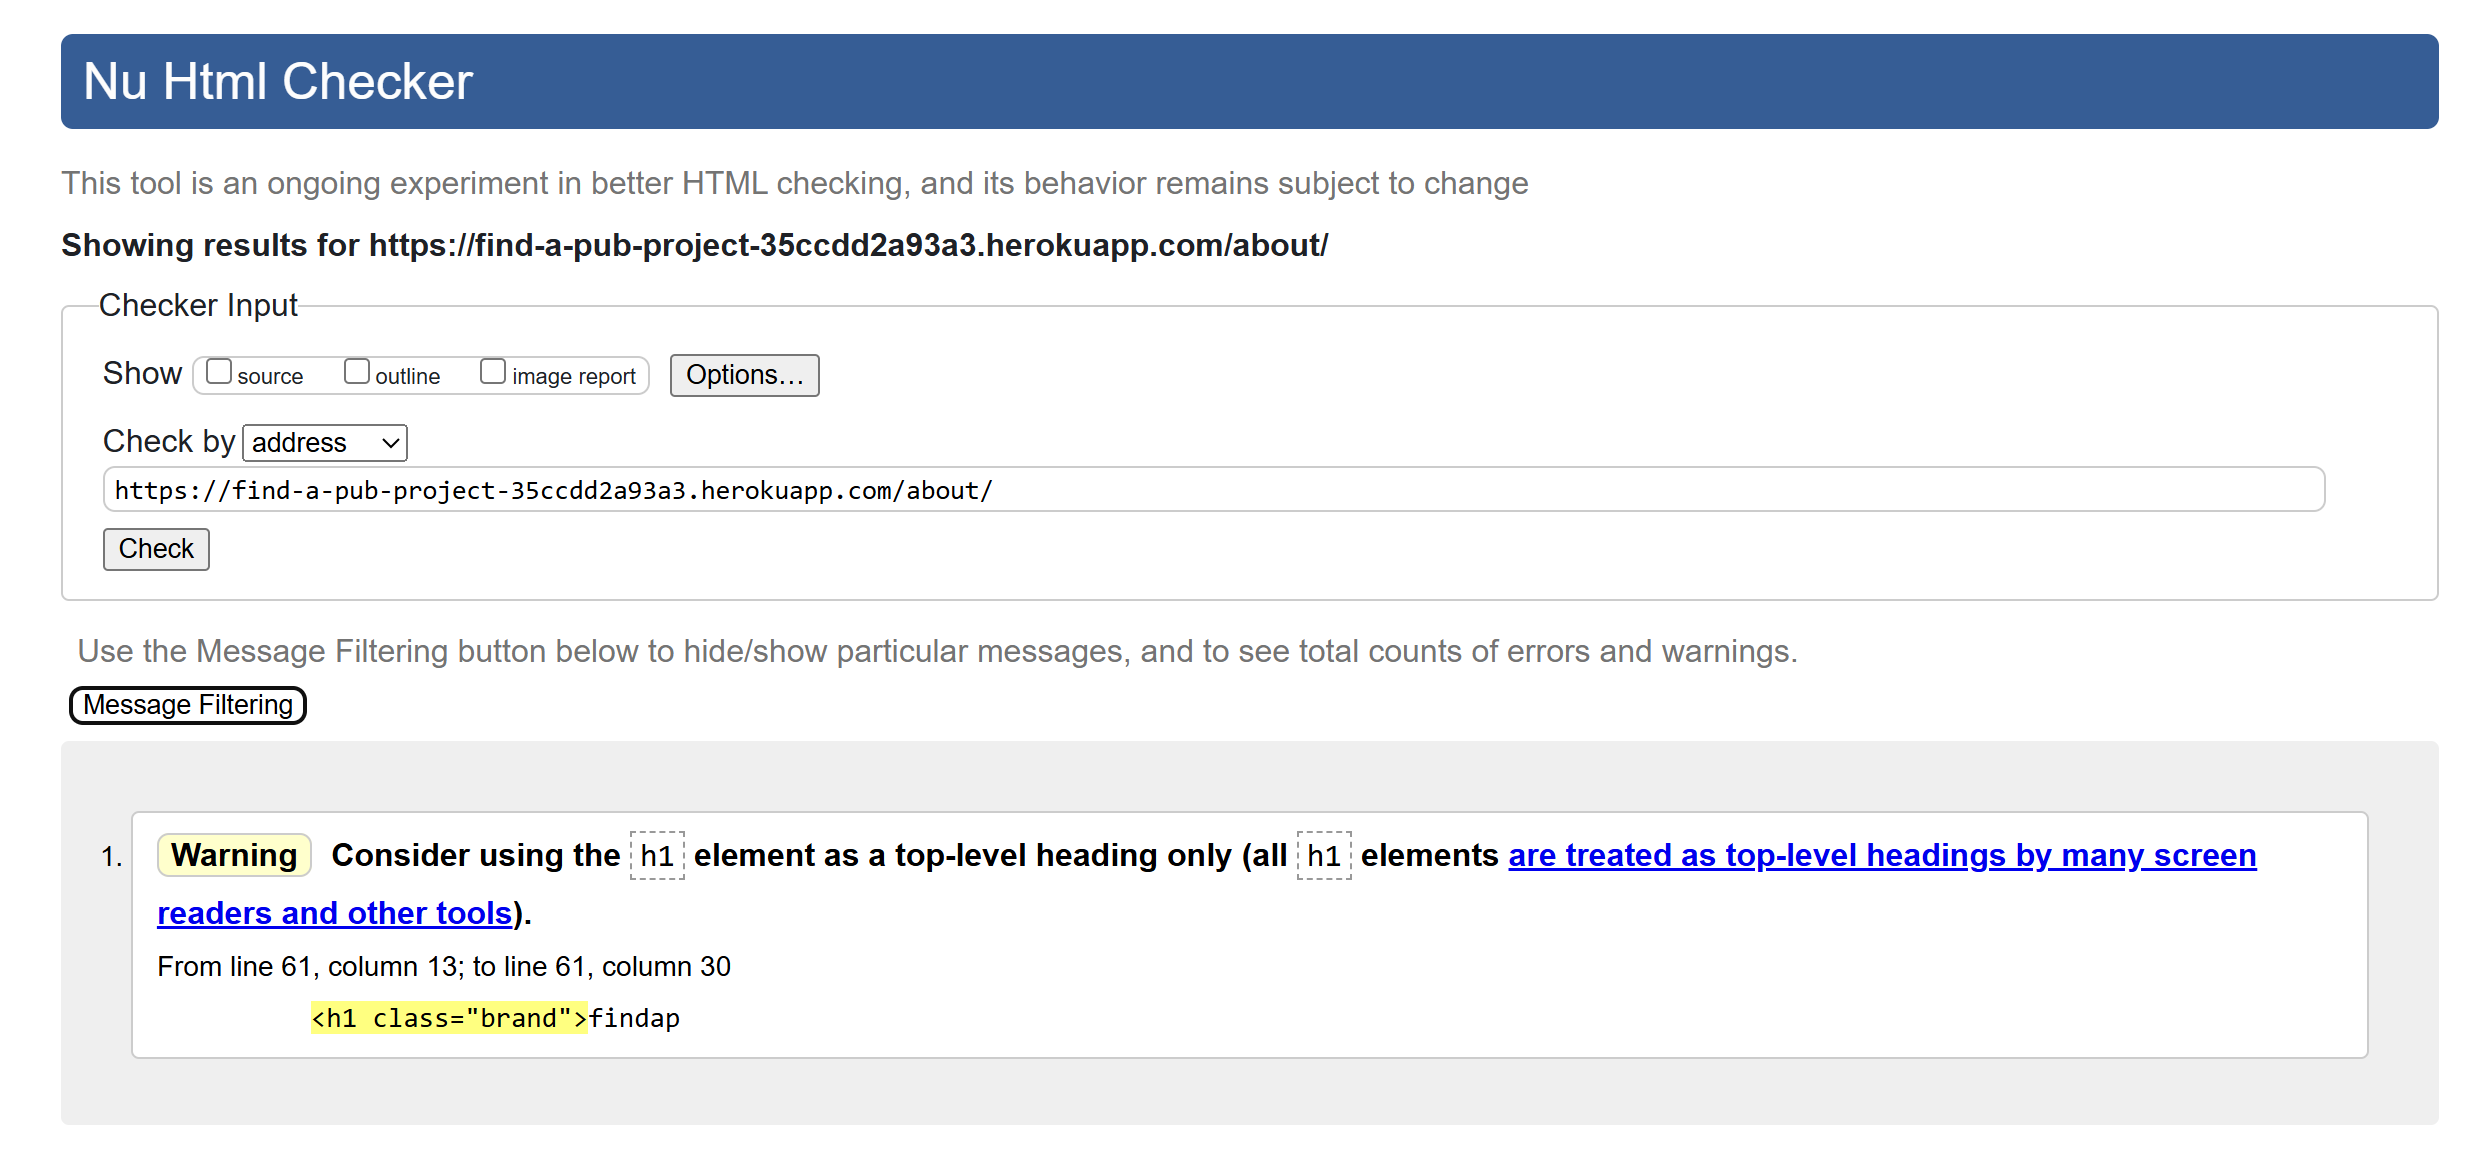 Nu Html Checker
This tool is an ongoing experiment in better HTML checking, and its behavior remains subject to change
Showing results for https://find-a-pub-project-35ccdd2a93a3.herokuapp.com/about/
Checker Input
Show source outline image report Options...
Check by address
https://find-a-pub-project-35ccdd2a93a3.herokuapp.com/about/
Check
Use the Message Filtering button below to hide/show particular messages, and to see total counts of errors and warnings.
Message Filtering
1. Warning Consider using the h1 element as a top-level heading only (all h1 elements are treated as top-level headings by many screen
readers and other tools).
From line 61, column 13; to line 61, column 30
<h1 class="brand">findap